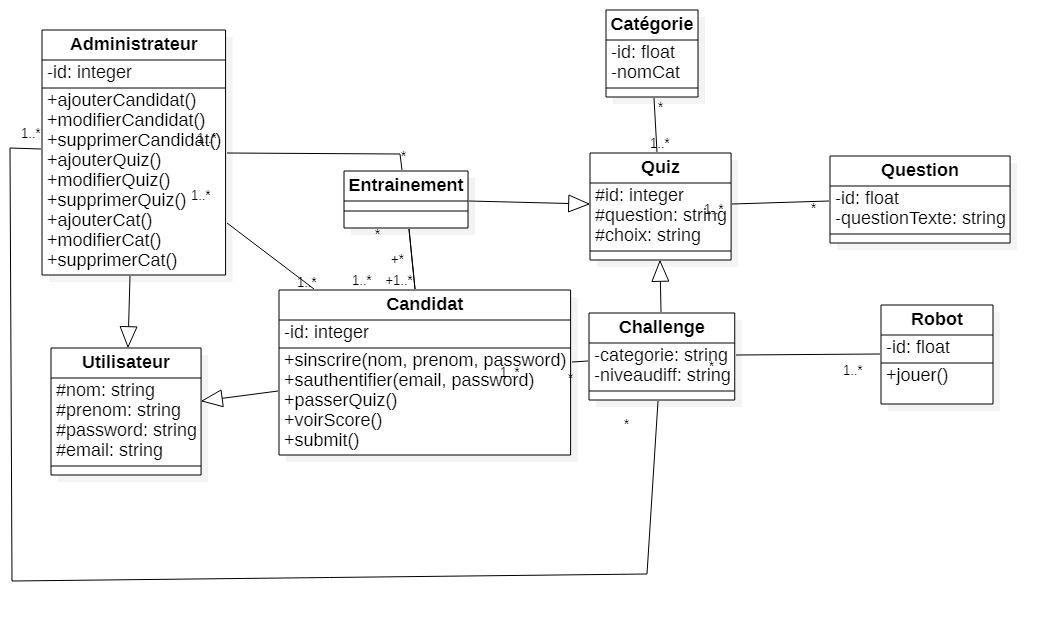 Administrateur
-id: integer
+ajouterCandidat()
+modifierCandidat()
+supprimerCandidat()
+ajouterQuiz()
+modifierQuiz()
+supprimerQuiz()
+ajouterCat()
+modifierCat()
+supprimerCat()
1..*
1..*
1..*
Catégorie
-id: float
-nomCat
*
1..*
*
Entrainement
*
+*
1..*
1..*
+1..*
Quiz
#id: integer
#question: string
#choix: string
1..*
*
Question
-id: float
-questionTexte: string
Utilisateur
#nom: string
#prenom: string
#password: string
#email: string
Candidat
-id: integer
+sinscrire(nom, prenom, password)
+sauthentifier(email, password)
+passerQuiz()
+voirScore()
+submit()
1..*
*
Challenge
-categorie: string
-niveaudiff: string
*
*
1..*
Robot
-id: float
+jouer()